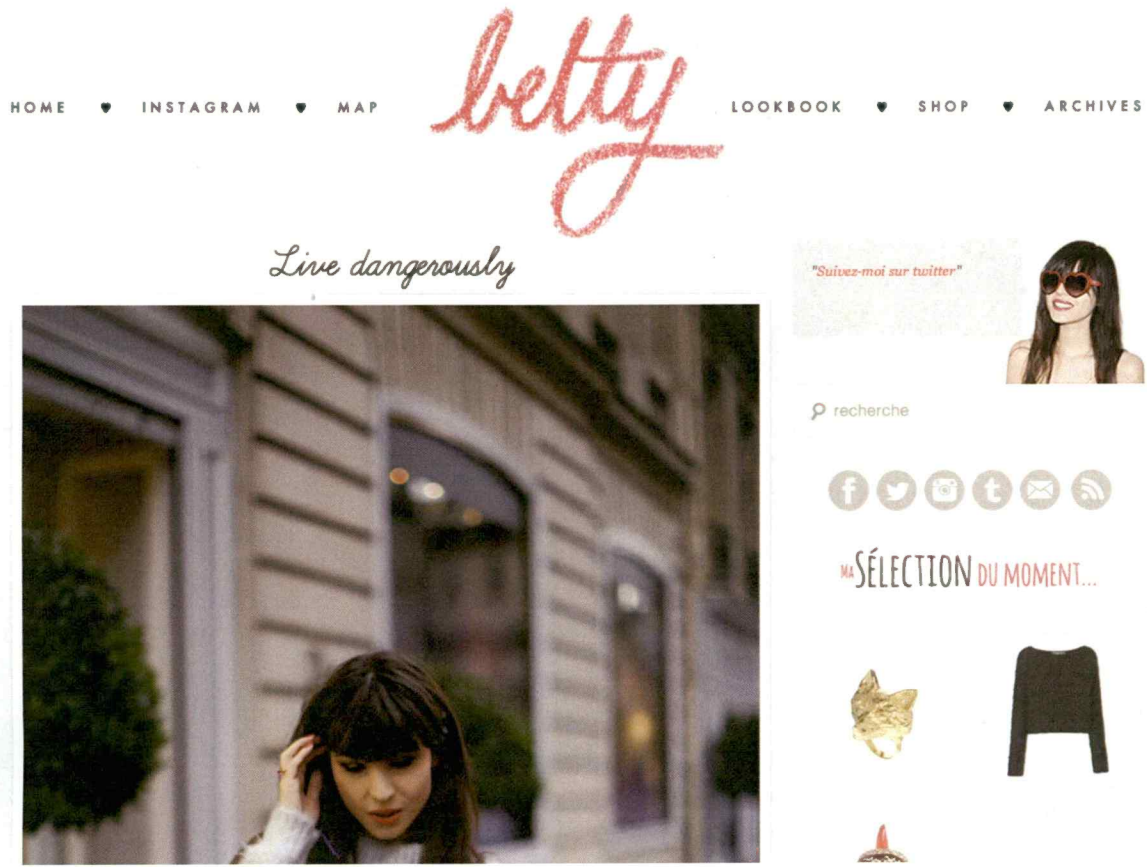 betty
HOME INSTAGRAM MAP LOOKBOOK SHOP ARCHIVES
Live dangerously
"Suivez-moi sur twitter"
recherche
MA SÉLECTION DU MOMENT...